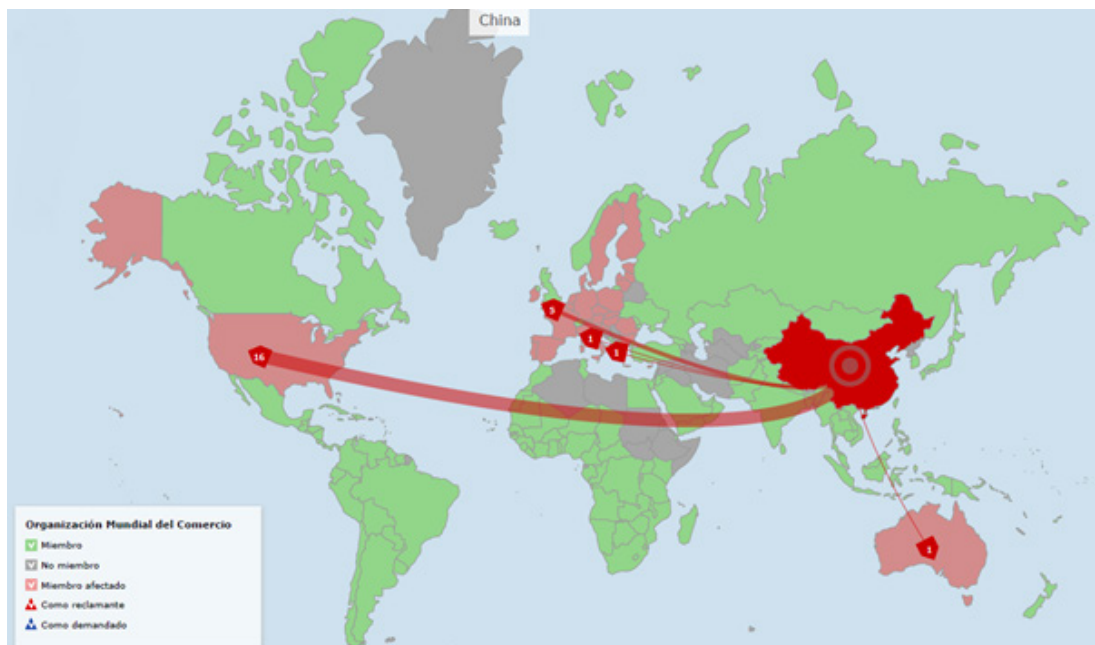 China
5
1
1
16
1
Organización Mundial del Comercio
Miembro
No miembro
Miembro afectado
Como reclamante
Como demandado